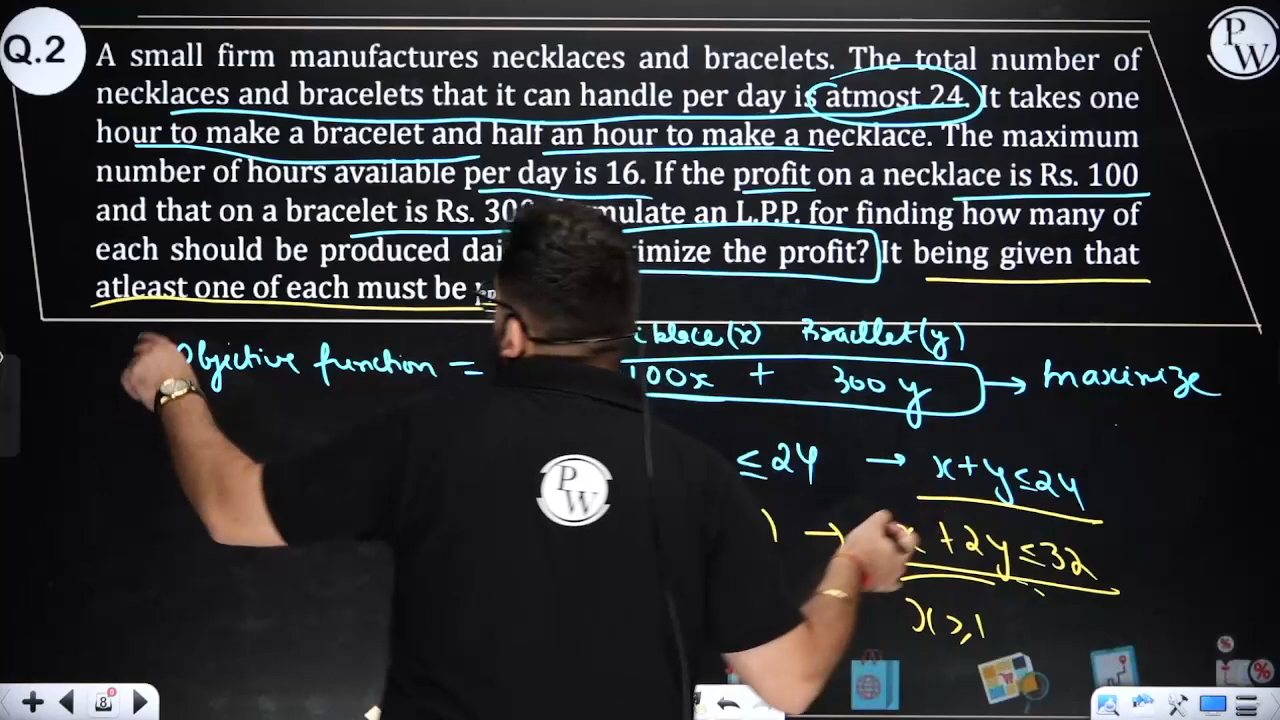 Q.2
A small firm manufactures necklaces and bracelets. The total number of
necklaces and bracelets that it can handle per day is atmost 24. It takes one
hour to make a bracelet and half an hour to make a necklace. The maximum
number of hours available per day is 16. If the profit on a necklace is Rs. 100
and that on a bracelet is Rs. 300 an L.P.P. for finding how many of
each should be produced the profit? It being given that
atleast one of each must be
(x) (y)
Objective function =
100x + 300y → maximize
≤ 24 → x+y≤24
→ x+2y≤32
x≥1
PW
PW
8